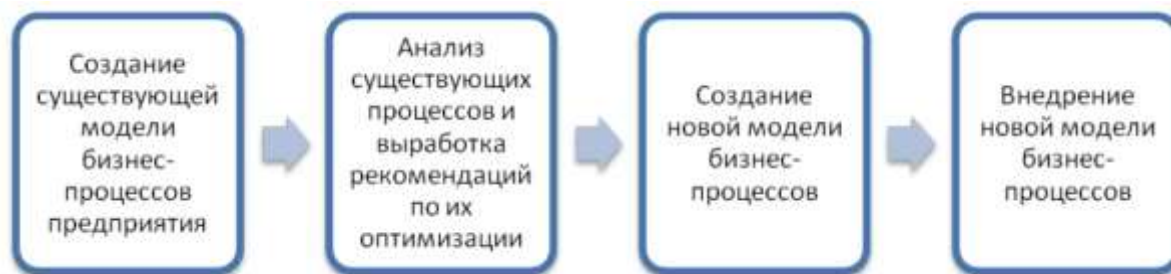 Создание
существующей
модели
бизнес-
процессов
предприятия
Анализ
существующих
процессов и
выработка
рекомендаций
по их
оптимизации
Создание
новой модели
бизнес-
процессов
Внедрение
новой модели
бизнес-
процессов